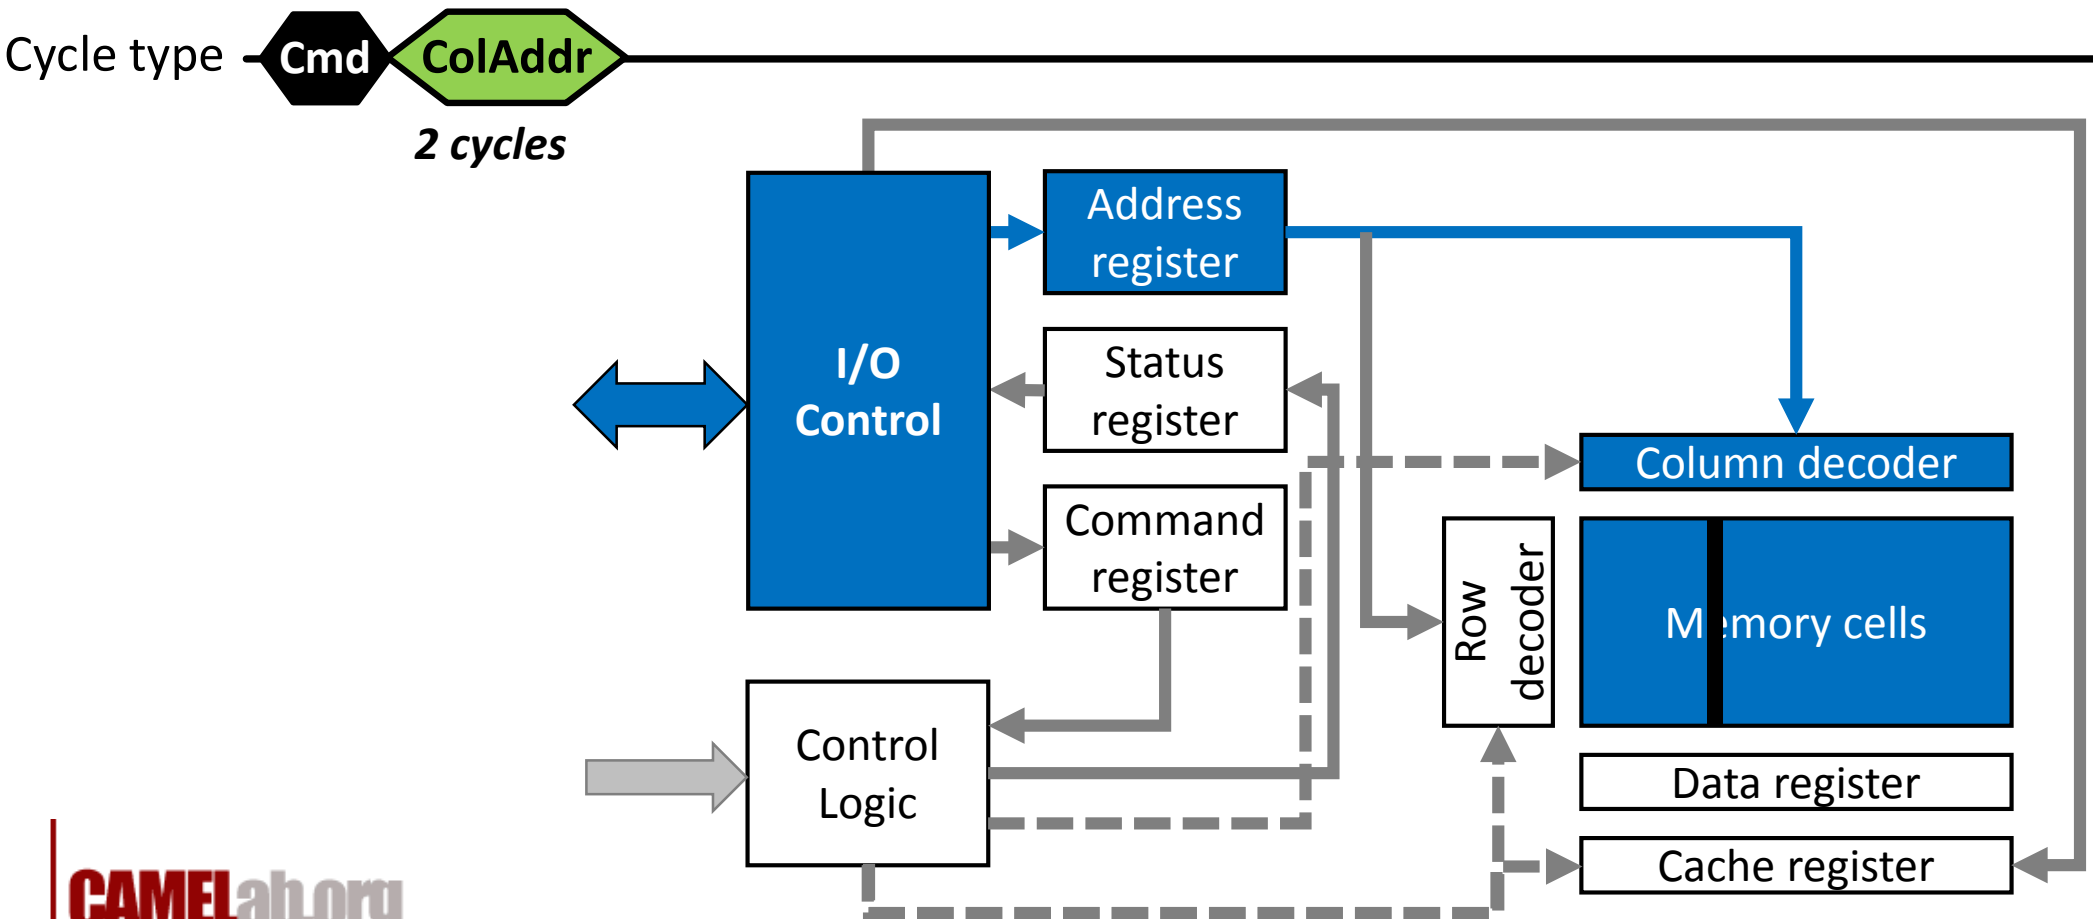 Cycle type
Cmd
ColAddr
2 cycles
Address
register
I/O
Control
Status
register
Column decoder
Command
register
Row
decoder
Memory cells
Control
Logic
Data register
Cache register
CAMELab.org